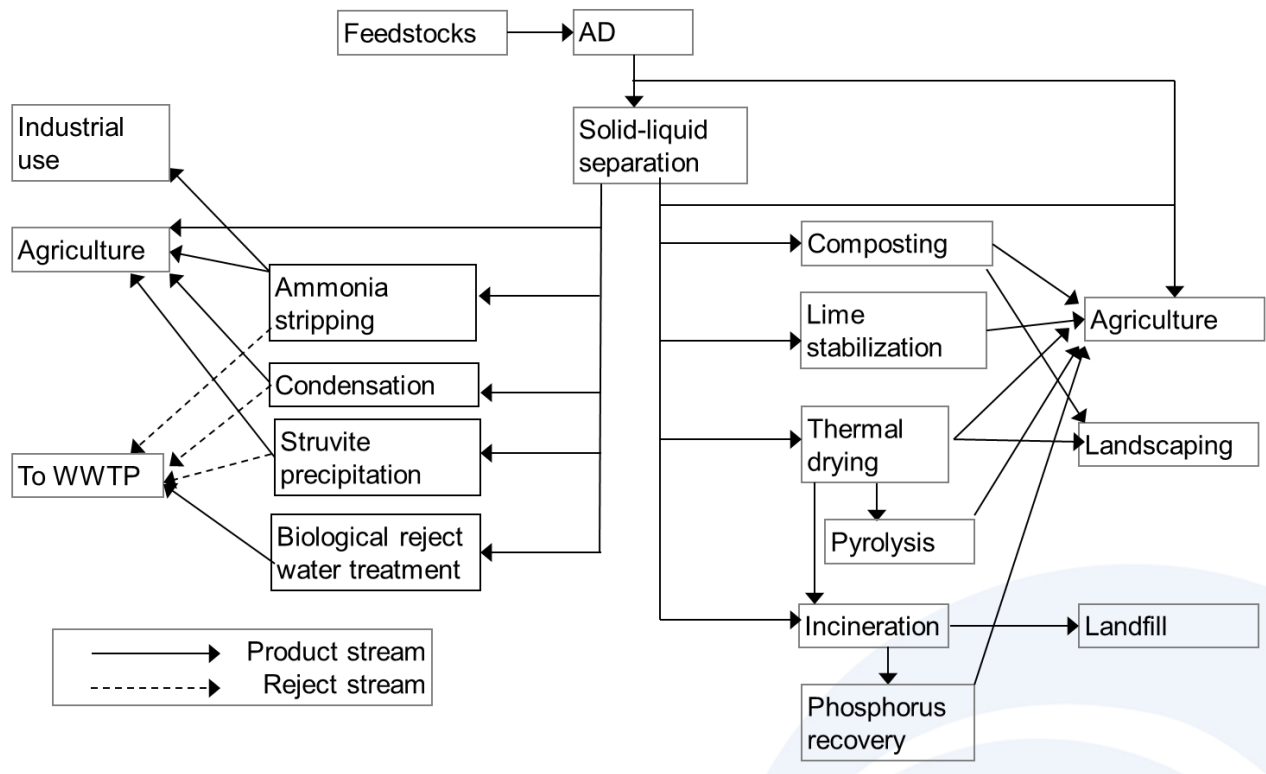 Feedstocks
AD
Industrial
use
Solid-liquid
separation
Agriculture
Composting
Ammonia
stripping
Lime
stabilization
Agriculture
Condensation
Thermal
drying
Struvite
precipitation
Landscaping
To WWTP
Pyrolysis
Biological reject
water treatment
Incineration
Landfill
Product stream
Reject stream
Phosphorus
recovery